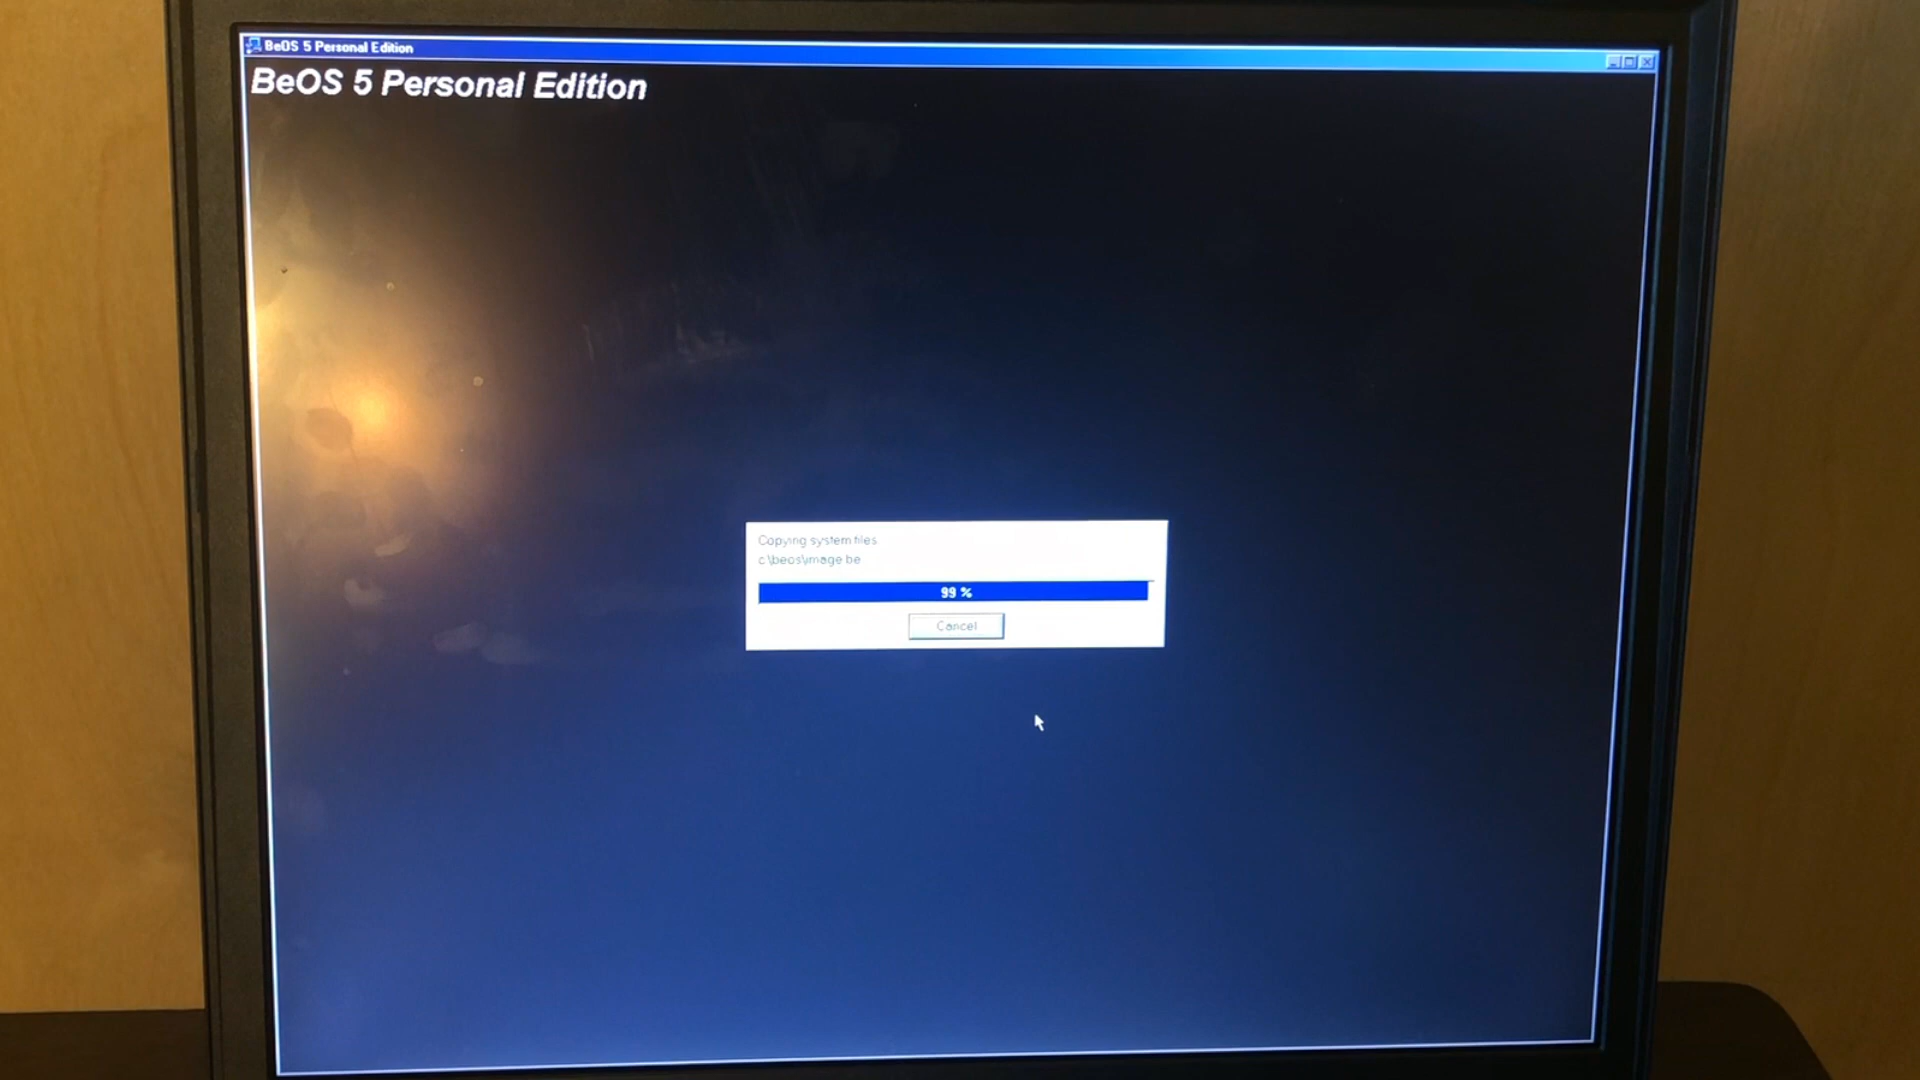 BeOS 5 Personal Edition
BeOS 5 Personal Edition
Copying system files
c:\beos\image.be
99 %
Cancel